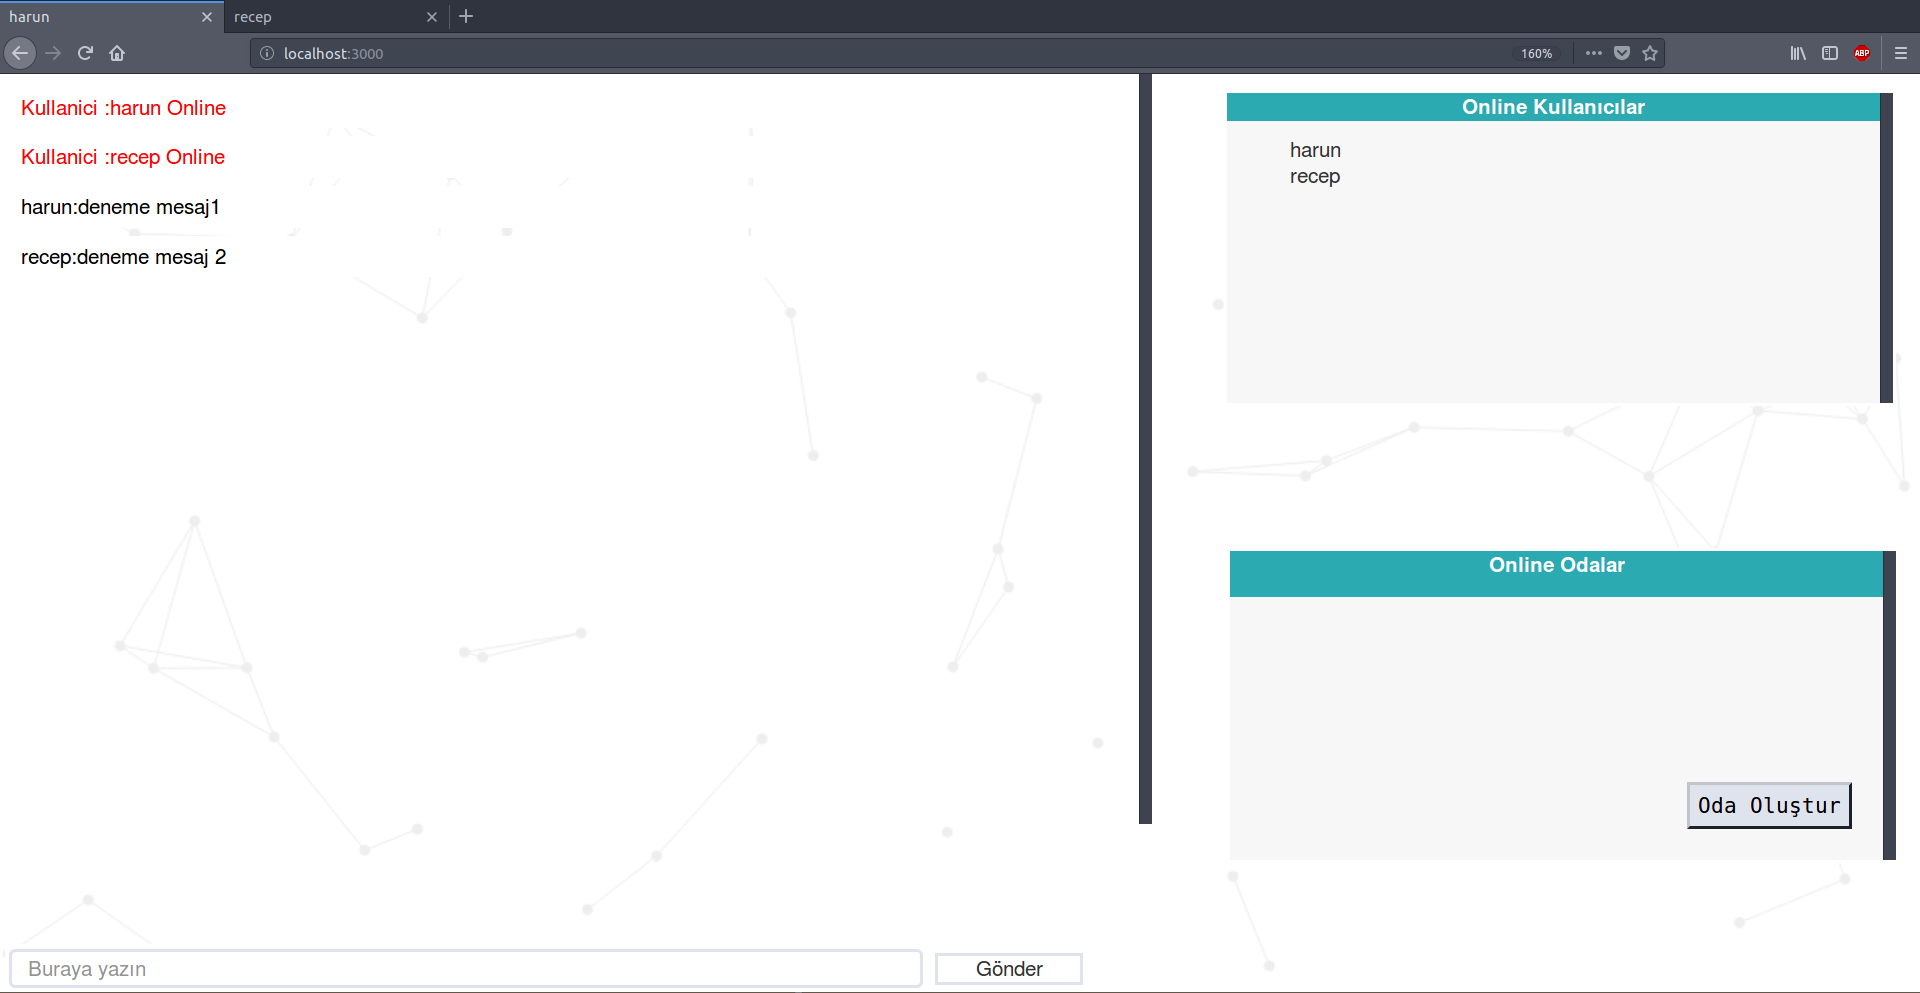 harun
recep
localhost:3000
160%
ABP
Kullanici :harun Online
Kullanici :recep Online
harun:deneme mesaj1
recep:deneme mesaj 2
Online Kullanıcılar
harun
recep
Online Odalar
Oda Oluştur
Buraya yazın
Gönder